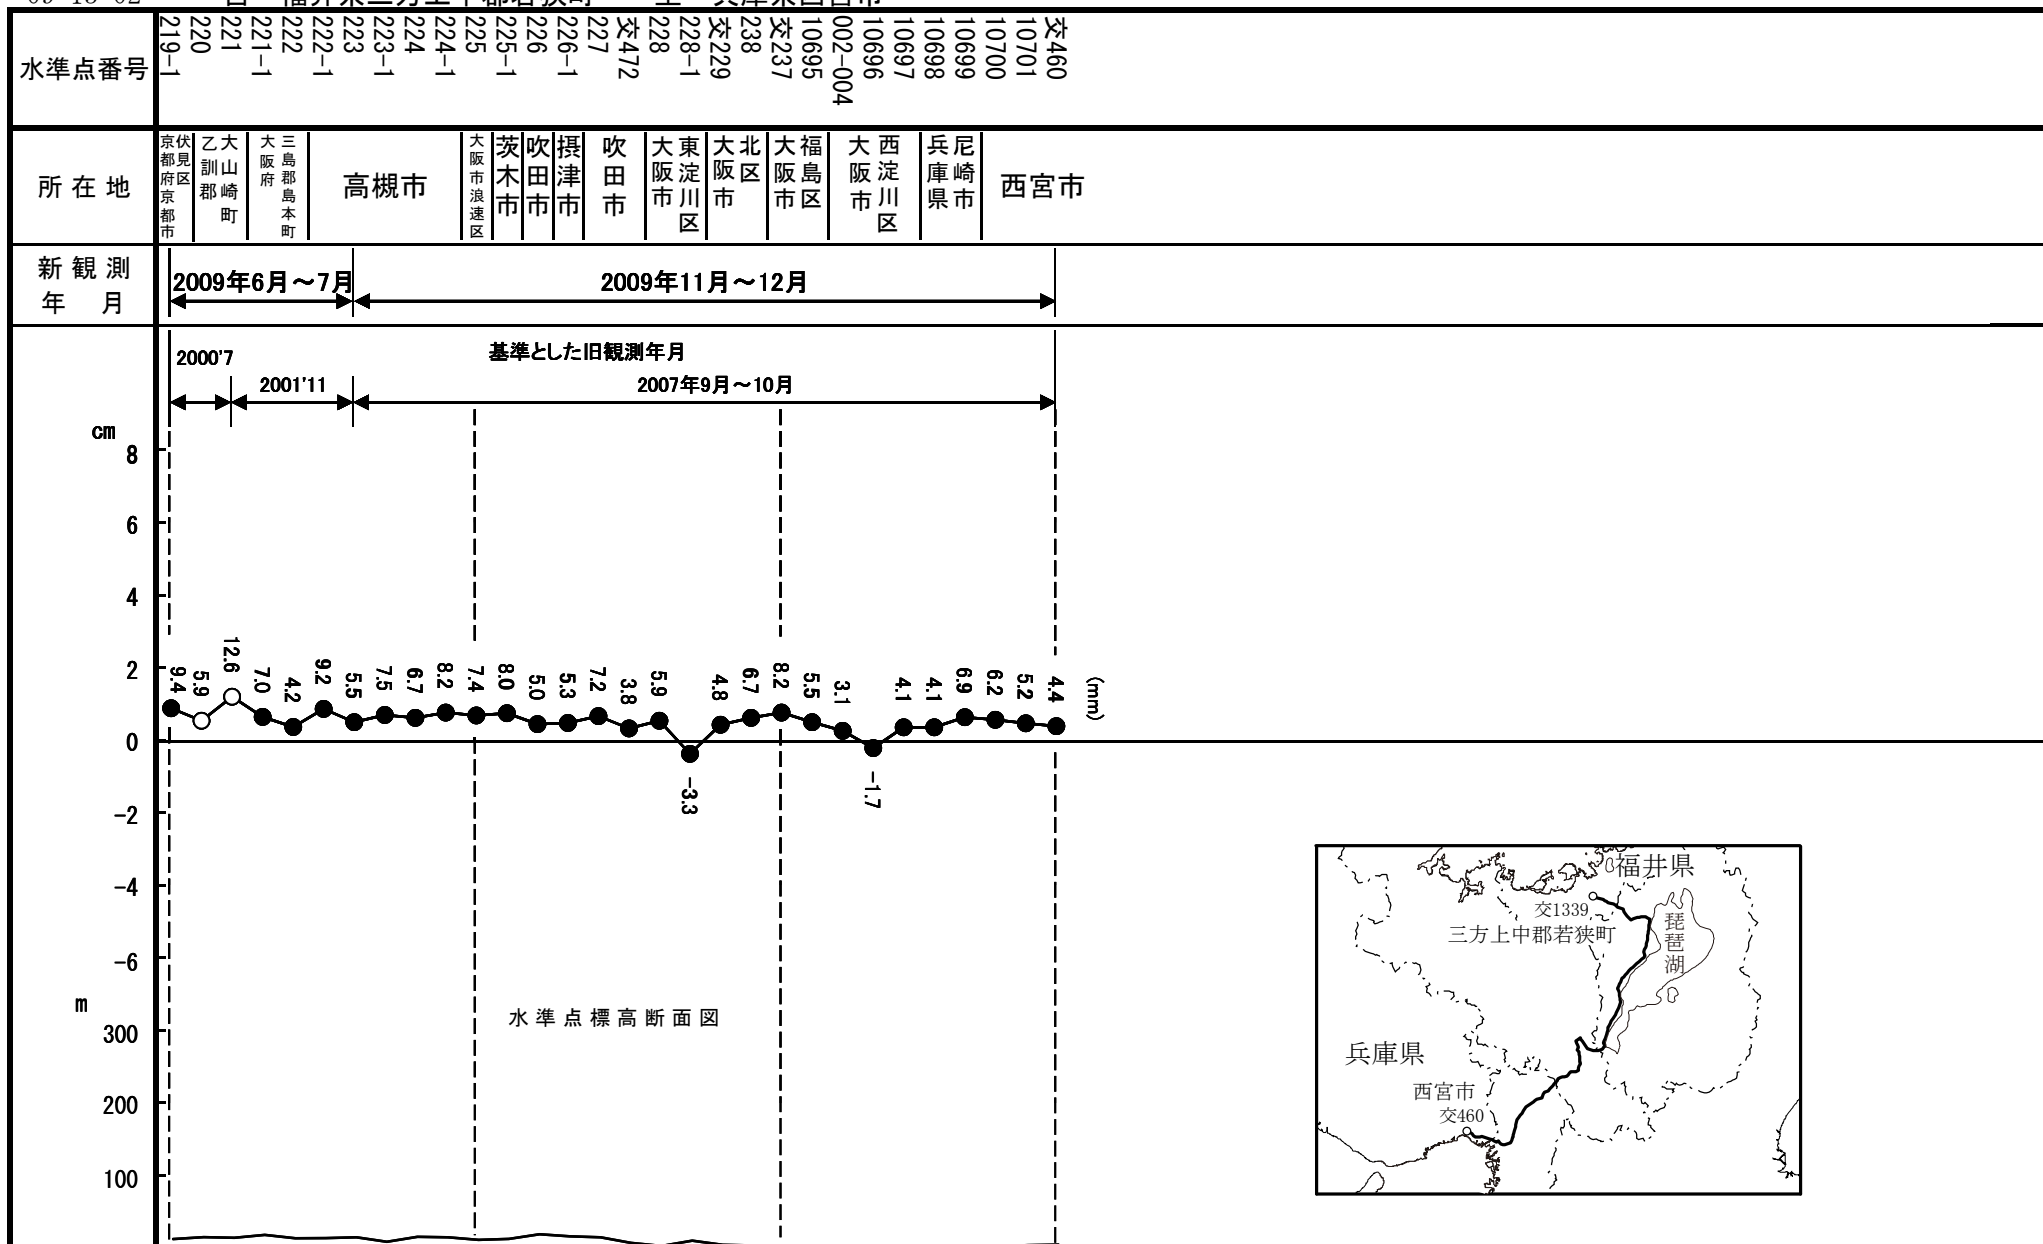 水準点番号
219-1
220
221
221-1
222
222-1
223
223-1
224
224-1
225
225-1
226
226-1
227
交472
228
228-1
交229
238
交237
10695
002-004
10696
10697
10698
10699
10700
10701
交460
所在地
京都府京都市
伏見区
乙訓郡
大山崎町
大阪府
三島郡島本町
高槻市
大阪市浪速区
茨木市
吹田市
摂津市
吹田市
大阪市
東淀川区
大阪市
北区
大阪市
福島区
大阪市
西淀川区
兵庫県
尼崎市
西宮市
新観測
年 月
2009年6月～7月
2009年11月～12月
2000'7
基準とした旧観測年月
2001'11
2007年9月～10月
cm
8
6
4
2
0
-2
-4
-6
9.4
5.9
12.6
7.0
4.2
9.2
5.5
7.5
6.7
8.2
7.4
8.0
5.0
5.3
7.2
3.8
5.9
-3.3
4.8
6.7
8.2
5.5
3.1
-1.7
4.1
4.1
6.9
6.2
5.2
4.4
(mm)
m
300
200
100
水準点標高断面図
福井県
交1339
三方上中郡若狭町
琵琶湖
兵庫県
西宮市
交460